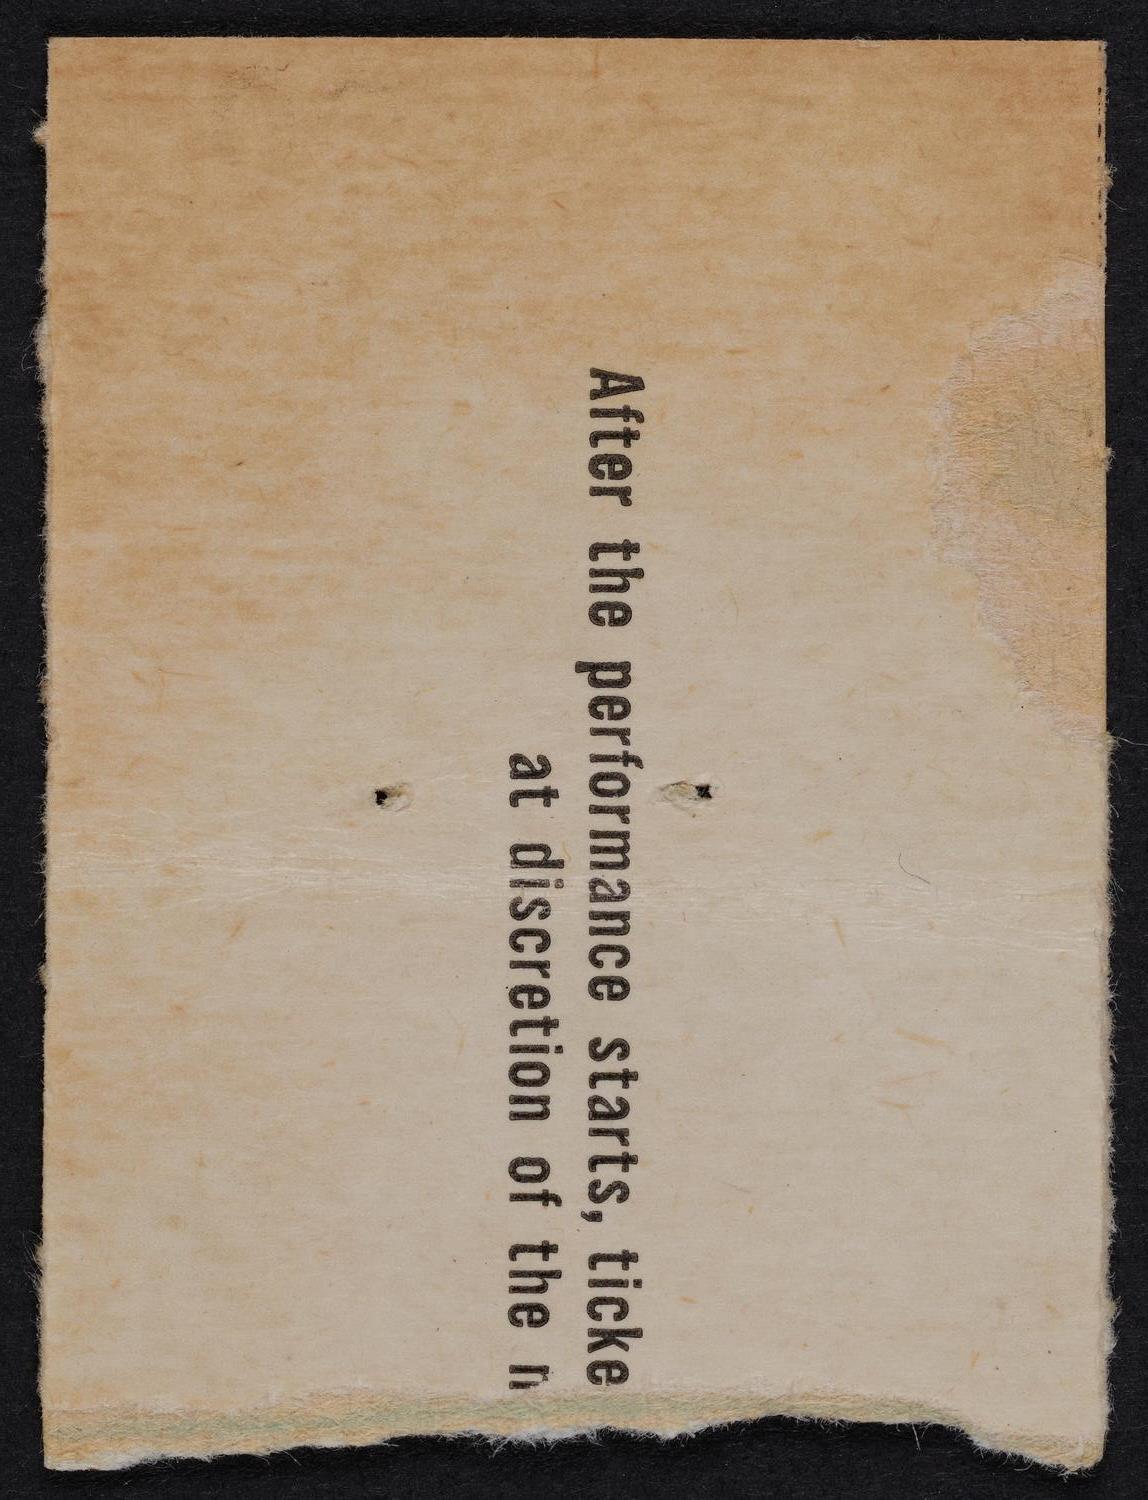 After the performance starts, ticke
at discretion of the